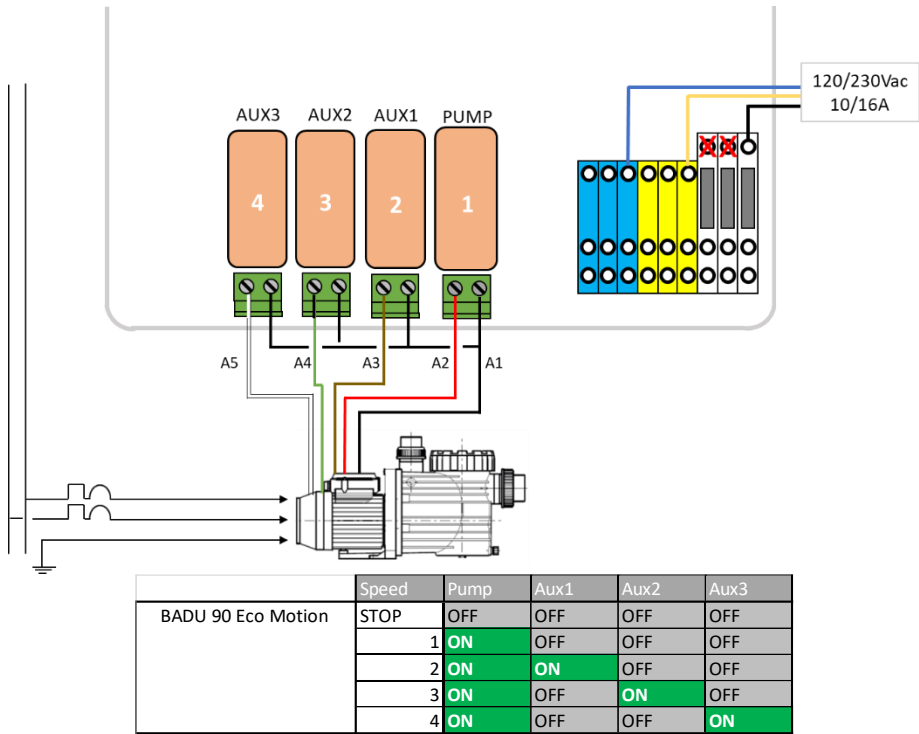 120/230Vac
10/16A
AUX3 AUX2 AUX1 PUMP
4 3 2 1
A5 A4 A3 A2 A1
Speed Pump Aux1 Aux2 Aux3
BADU 90 Eco Motion STOP OFF OFF OFF OFF
1 ON OFF OFF OFF
2 ON ON OFF OFF
3 ON OFF ON OFF
4 ON OFF OFF ON